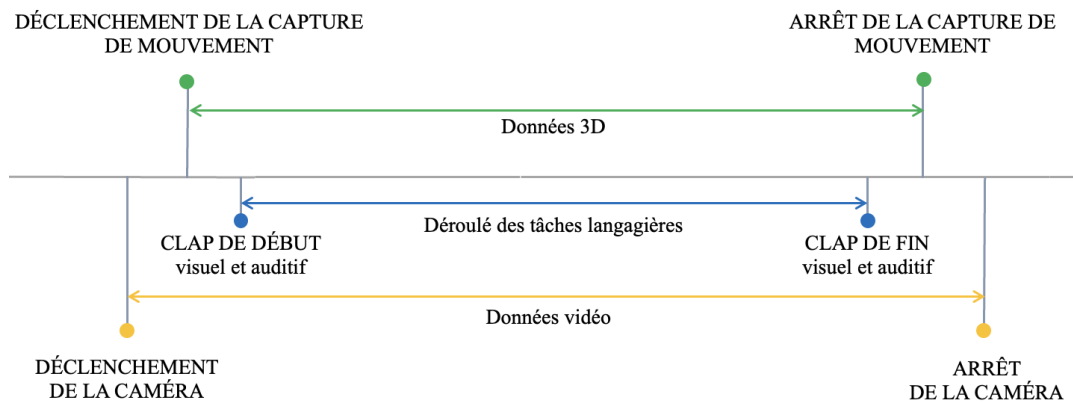 DÉCLENCHEMENT DE LA CAPTURE
DE MOUVEMENT
ARRÊT DE LA CAPTURE DE
MOUVEMENT
Données 3D
Déroulé des tâches langagières
CLAP DE DÉBUT
visuel et auditif
CLAP DE FIN
visuel et auditif
Données vidéo
DÉCLENCHEMENT
DE LA CAMÉRA
ARRÊT
DE LA CAMÉRA